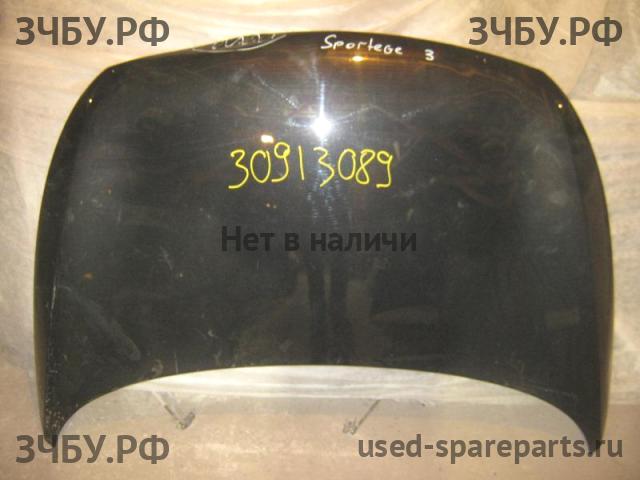 ЗЧБУ.РФ
ЗЧБУ.РФ
Sportege 3
30913089
Нет в наличи
ЗЧБУ.РФ
used-spareparts.ru